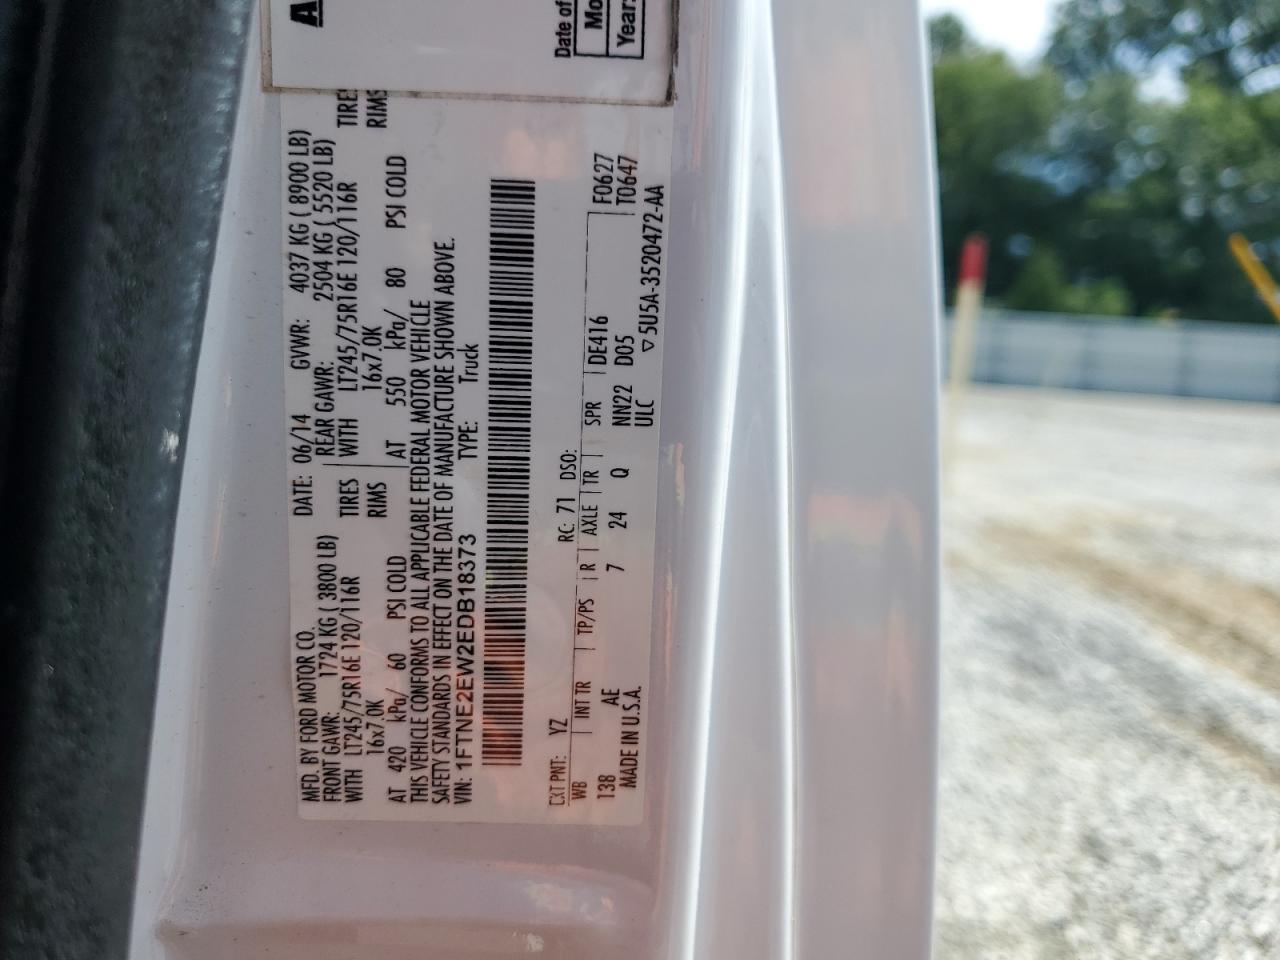 A
Date of
Mo
Years
MFD. BY FORD MOTOR CO. DATE: 06/14 GVWR: 4037 KG ( 8900 LB)
FRONT GAWR: 1724 KG ( 3800 LB) REAR GAWR: 2504 KG ( 5520 LB)
WITH LT245/75R16E 120/116R TIRES WITH LT245/75R16E 120/116R TIRES
16x7.0K RIMS 16x7.0K RIMS
AT 420 kPa/ 60 PSI COLD AT 550 kPa/ 80 PSI COLD
THIS VEHICLE CONFORMS TO ALL APPLICABLE FEDERAL MOTOR VEHICLE
SAFETY STANDARDS IN EFFECT ON THE DATE OF MANUFACTURE SHOWN ABOVE.
VIN: 1FTNE2EW2EDB18373 TYPE: Truck
EXT PNT: YZ RC: 71 DSO:
WB INT TR TP/PS R AXLE TR SPR DE416 F0627
138 AE 7 24 Q NN22 D05 T0647
MADE IN U.S.A. ULC ▽ 5U5A-3520472-AA